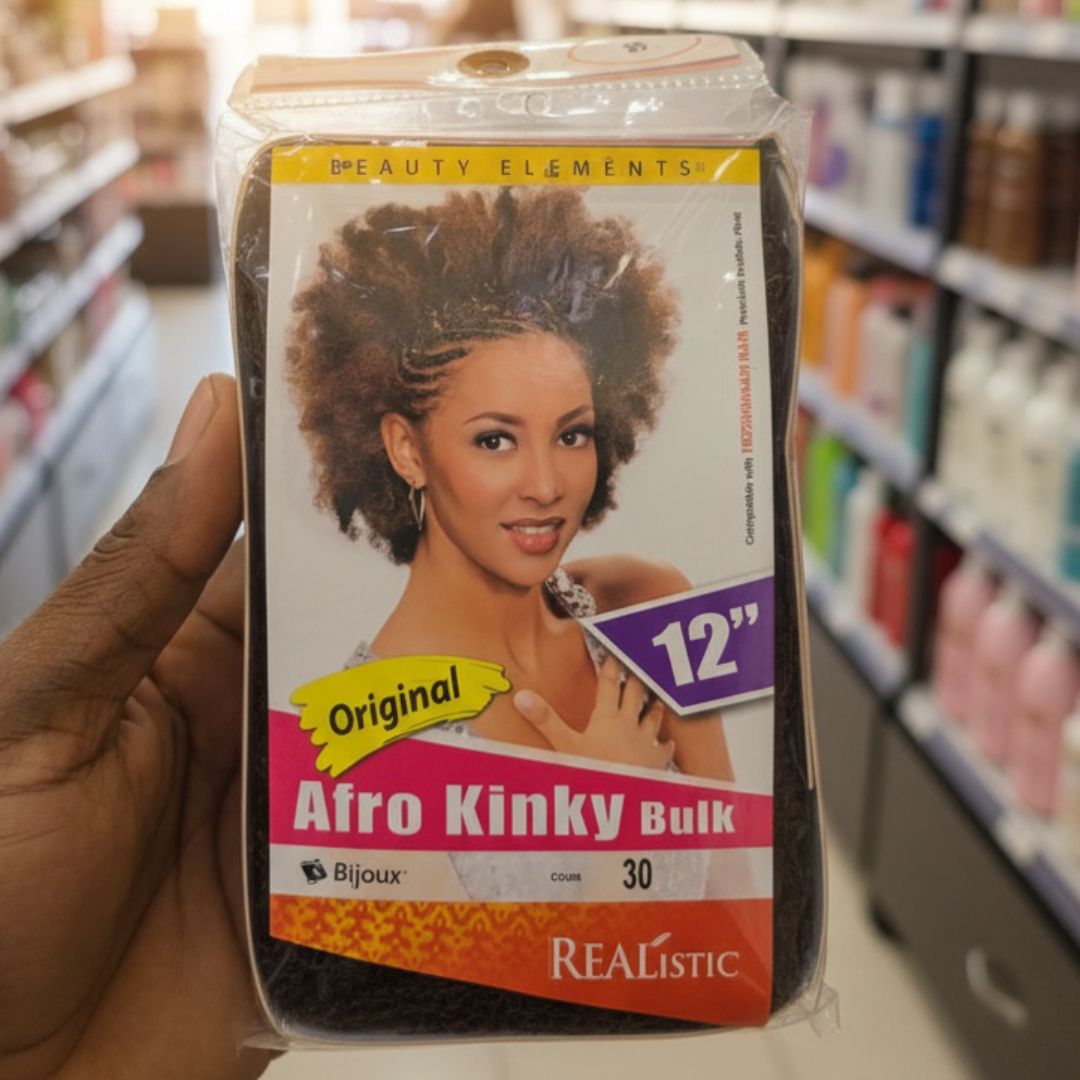 BEAUTY ELEMENTS
12”
Original
Afro Kinky Bulk
Bijoux
30
REALISTIC